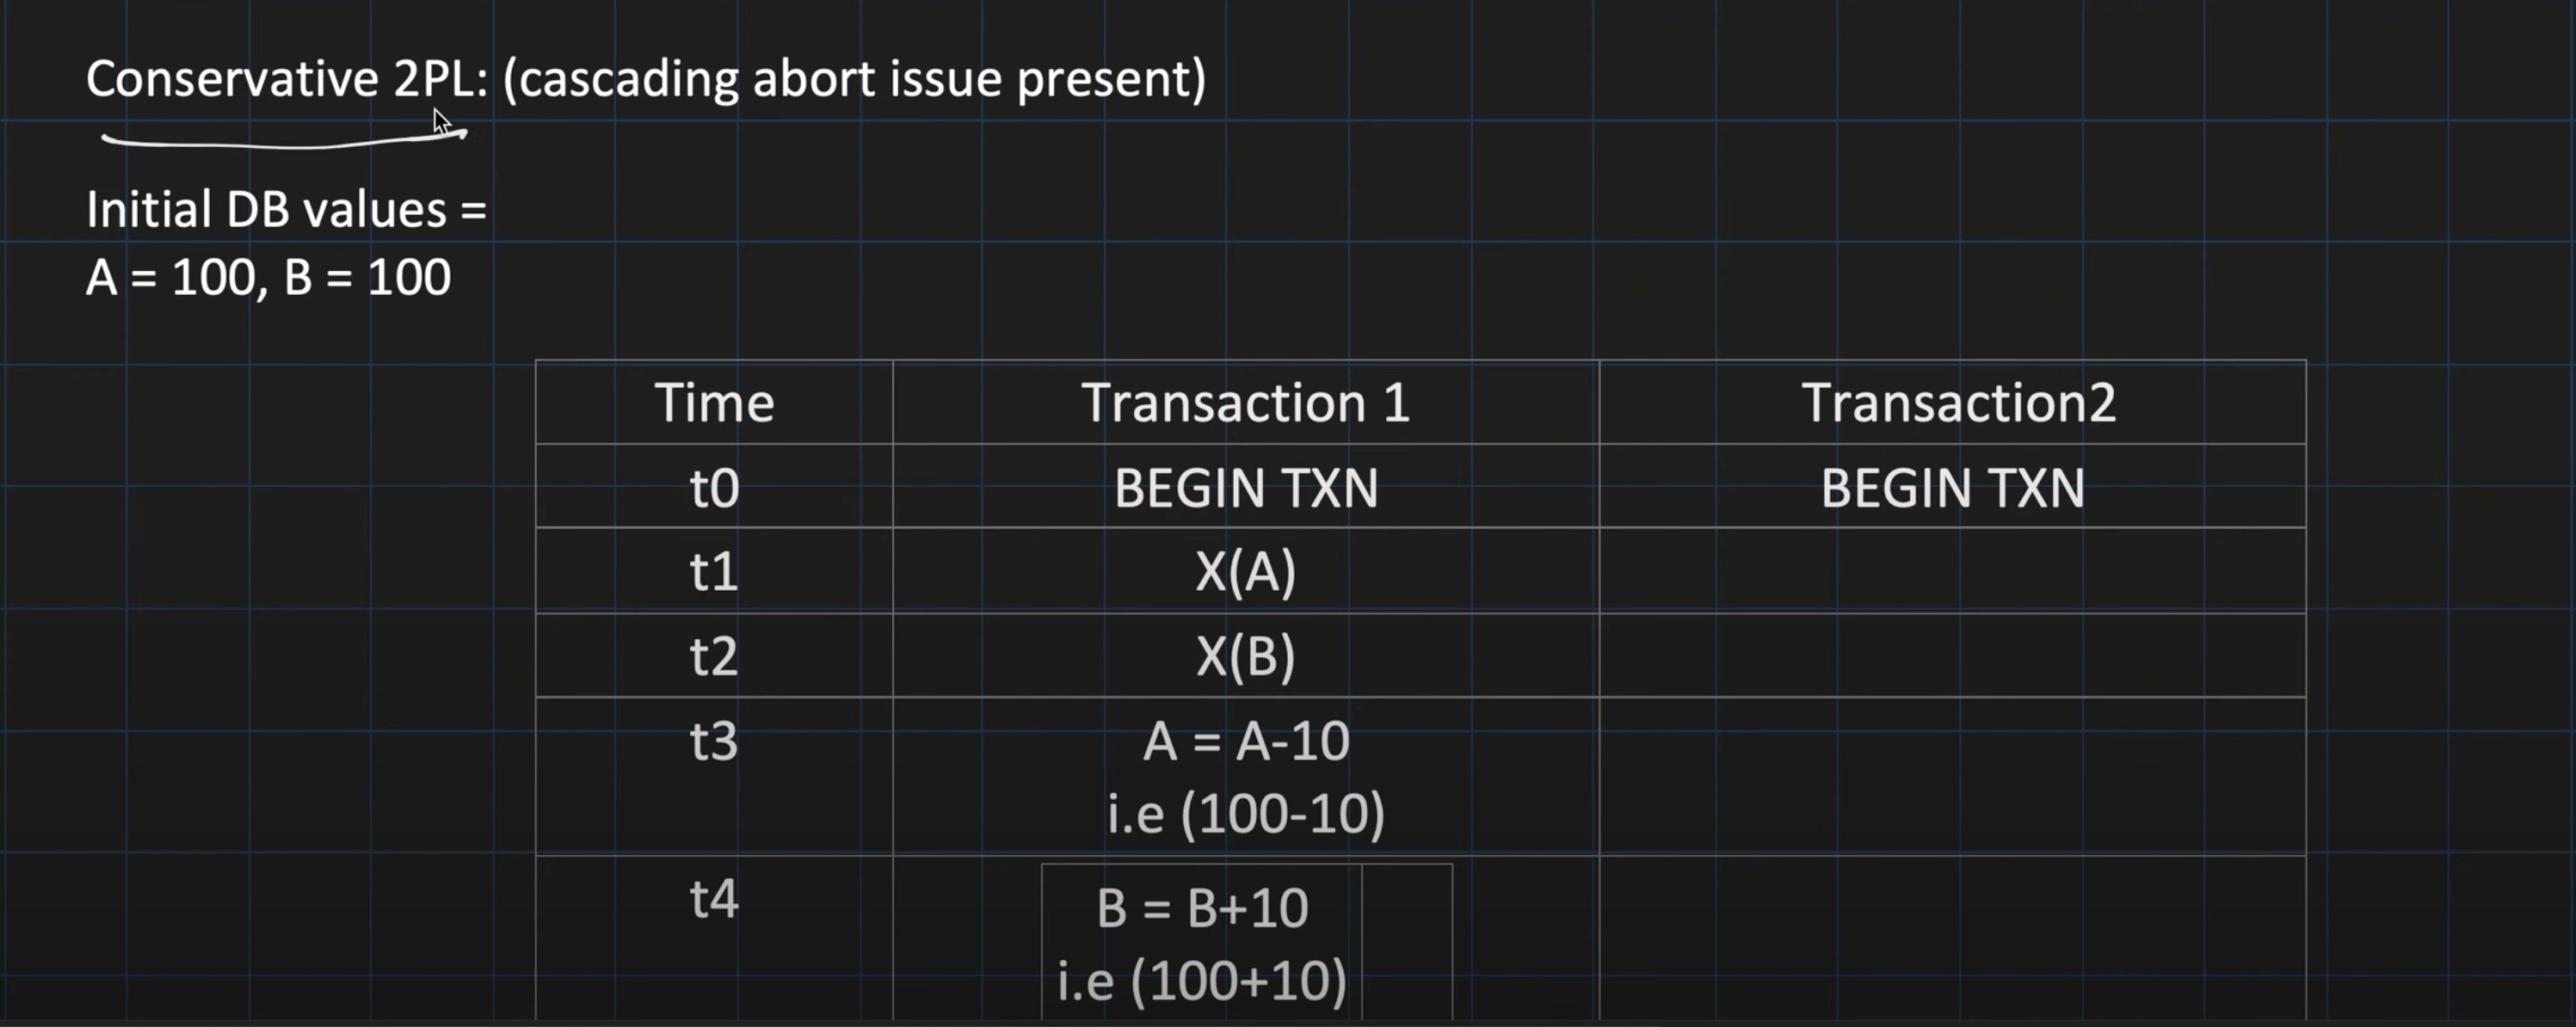 Conservative 2PL: (cascading abort issue present)
Initial DB values =
A = 100, B = 100
Time Transaction 1 Transaction2
t0 BEGIN TXN BEGIN TXN
t1 X(A)
t2 X(B)
t3 A = A-10
i.e (100-10)
t4 B = B+10
i.e (100+10)